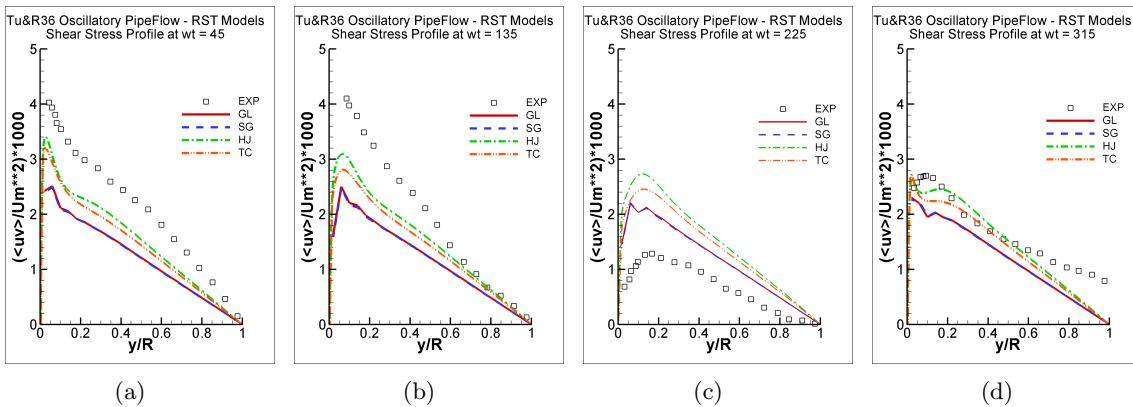 Tu&R36 Oscillatory PipeFlow - RST Models
Shear Stress Profile at wt = 45
5
4
3
2
1
0
(<uv>/Um**2)*1000
EXP
GL
SG
HJ
TC
0 0.2 0.4 0.6 0.8 1
y/R
(a)
Tu&R36 Oscillatory PipeFlow - RST Models
Shear Stress Profile at wt = 135
5
4
3
2
1
0
(<uv>/Um**2)*1000
EXP
GL
SG
HJ
TC
0 0.2 0.4 0.6 0.8 1
y/R
(b)
Tu&R36 Oscillatory PipeFlow - RST Models
Shear Stress Profile at wt = 225
5
4
3
2
1
0
(<uv>/Um**2)*1000
EXP
GL
SG
HJ
TC
0 0.2 0.4 0.6 0.8 1
y/R
(c)
Tu&R36 Oscillatory PipeFlow - RST Models
Shear Stress Profile at wt = 315
5
4
3
2
1
0
(<uv>/Um**2)*1000
EXP
GL
SG
HJ
TC
0 0.2 0.4 0.6 0.8 1
y/R
(d)